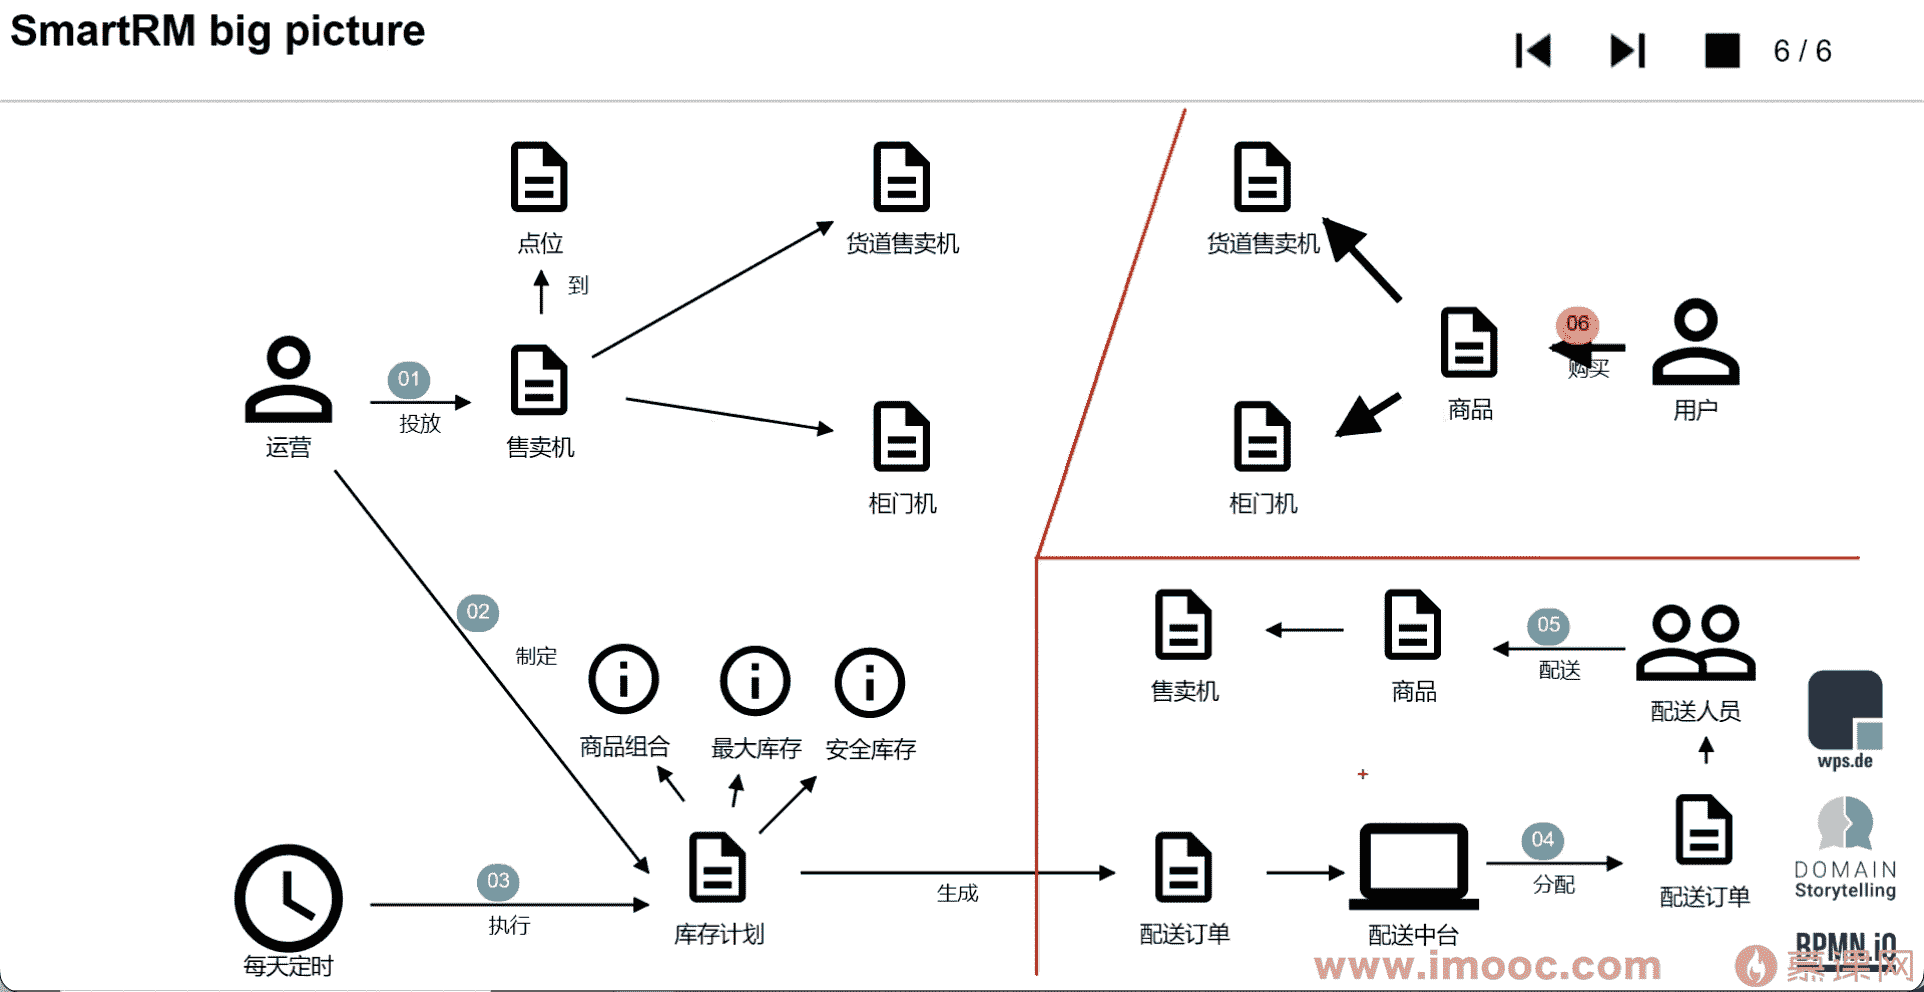 SmartRM big picture
6 / 6
点位
到
货道售卖机
货道售卖机
01
投放
运营
售卖机
柜门机
06
购买
商品
用户
柜门机
02
制定
商品组合
最大库存
安全库存
售卖机
商品
05
配送
配送人员
wps.de
03
执行
每天定时
库存计划
生成
配送订单
配送中台
04
分配
配送订单
DOMAIN
Storytelling
BPMN.iO
www.imooc.com
慕课网